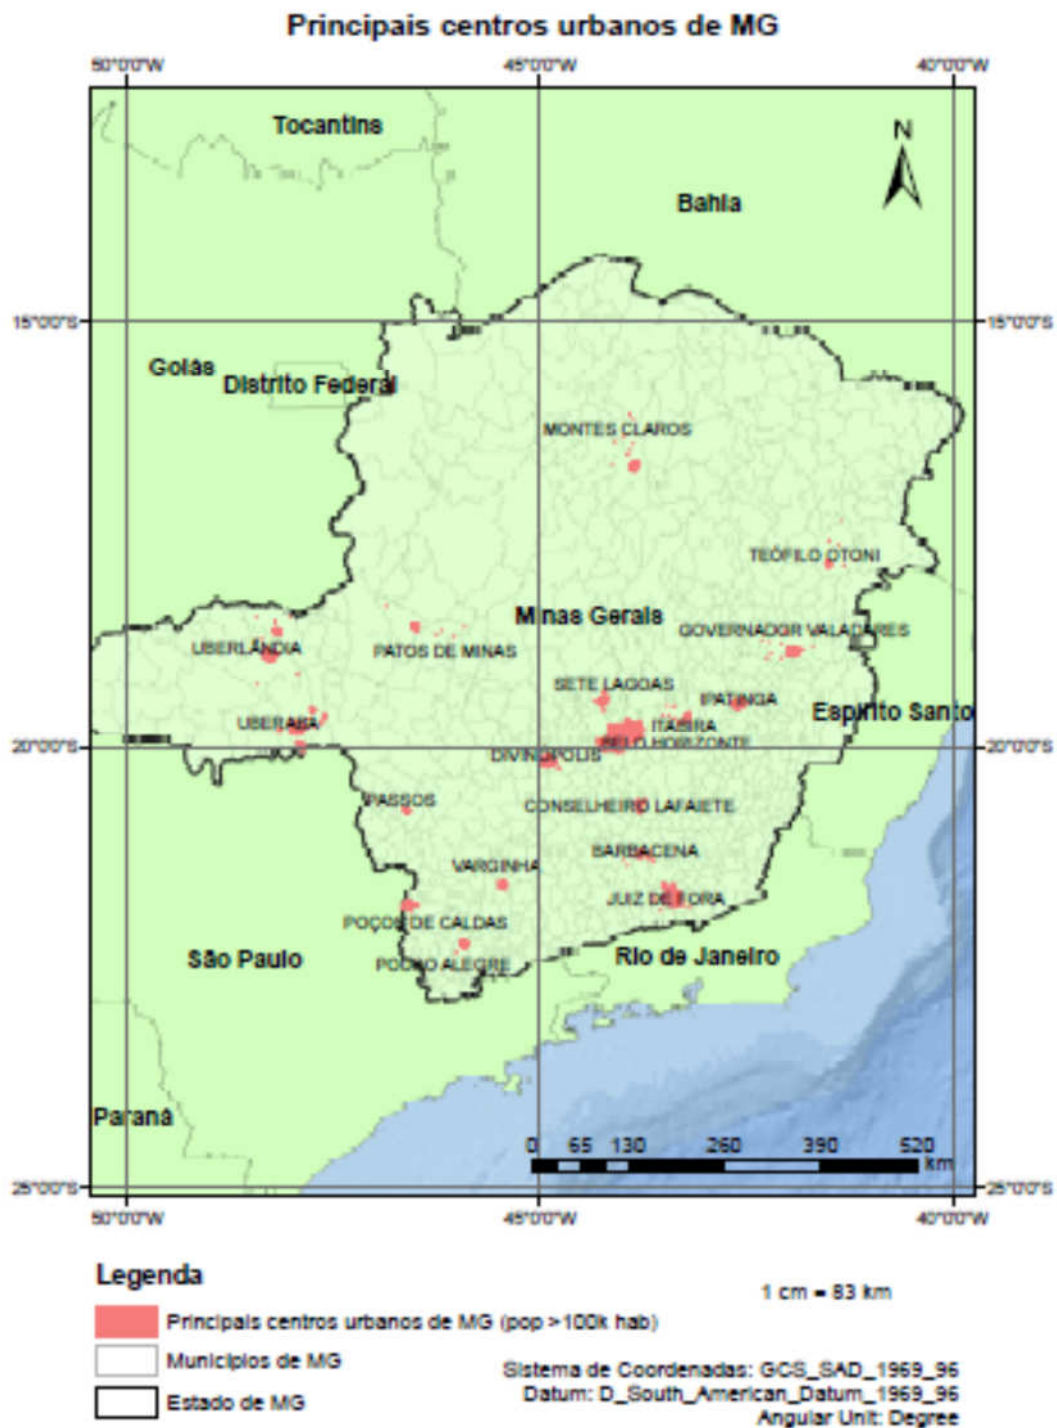 Principais centros urbanos de MG
50°0'0"W 45°0'0"W 40°0'0"W
Tocantins
N
Bahia
15°0'0"S 15°0'0"S
Goiás
Distrito Federal
MONTES CLAROS
TEÓFILO OTONI
Minas Gerais
GOVERNADOR VALADARES
UBERLÂNDIA
PATOS DE MINAS
SETE LAGOAS
IPATINGA
Espírito Santo
UBERABA
ITABIRA
BELO HORIZONTE
20°0'0"S 20°0'0"S
DIVINÓPOLIS
PASSOS
CONSELHEIRO LAFAIETE
BARBACENA
VARGINHA
JUIZ DE FORA
POÇOS DE CALDAS
São Paulo
Rio de Janeiro
POUSO ALEGRE
Paraná
0 65 130 260 390 520
km
25°0'0"S 25°0'0"S
50°0'0"W 45°0'0"W 40°0'0"W
Legenda
1 cm = 83 km
Principais centros urbanos de MG (pop >100k hab)
Municípios de MG
Estado de MG
Sistema de Coordenadas: GCS_SAD_1969_96
Datum: D_South_American_Datum_1969_96
Angular Unit: Degree